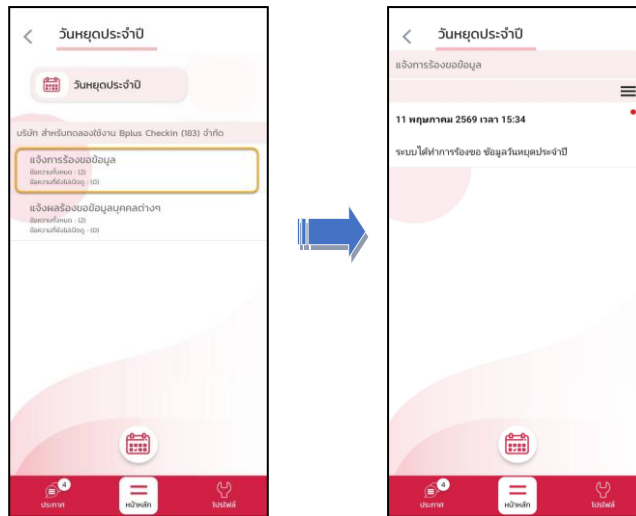 วันหยุดประจำปี
วันหยุดประจำปี
บริษัท สำหรับทดลองใช้งาน Bplus Checkin (183) จำกัด
แจ้งการร้องขอข้อมูล
ข้อความทั้งหมด : (2)
ข้อความที่ยังไม่เปิดดู : (0)
แจ้งผลร้องขอข้อมูลบุคคลต่างๆ
ข้อความทั้งหมด : (2)
ข้อความที่ยังไม่เปิดดู : (0)
4
ประกาศ
หน้าหลัก
โปรไฟล์
วันหยุดประจำปี
แจ้งการร้องขอข้อมูล
11 พฤษภาคม 2569 เวลา 15:34
ระบบได้ทำการร้องขอ ข้อมูลวันหยุดประจำปี
4
ประกาศ
หน้าหลัก
โปรไฟล์